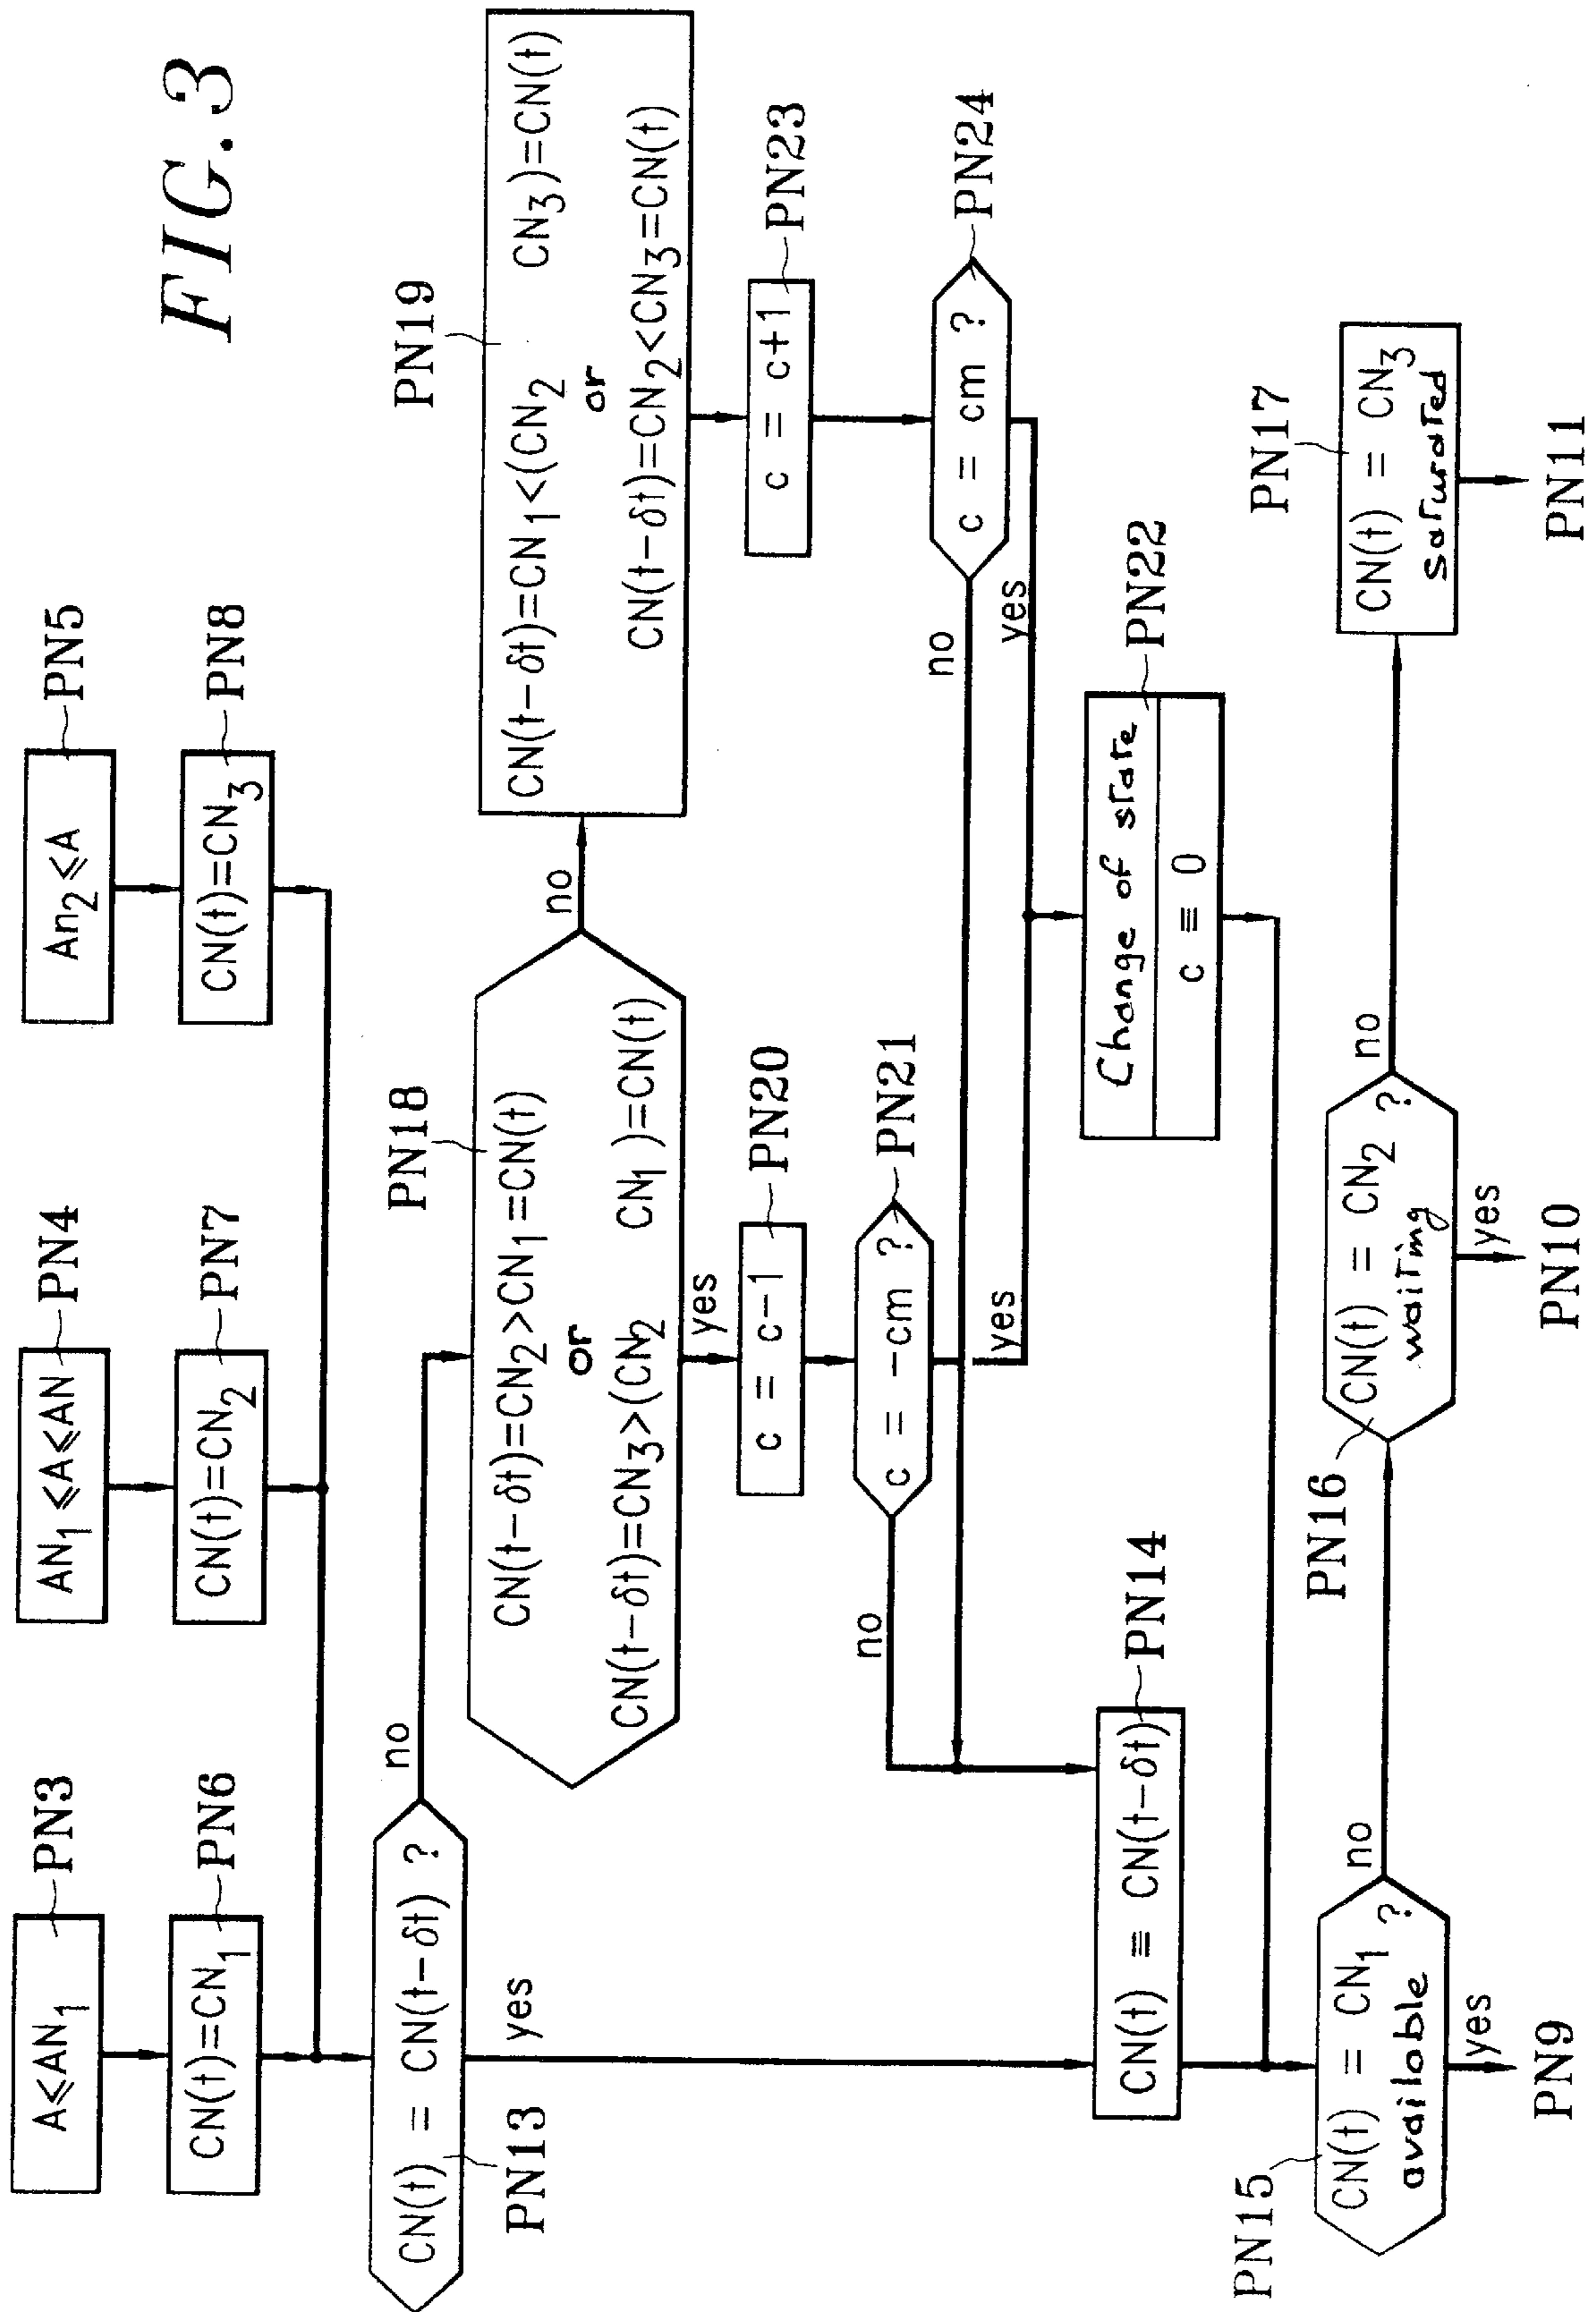 FIG. 3
PN3
A⩽AN₁
PN4
AN₁⩽A<AN
PN5
An₂⩽A
PN6
CN(t)=CN₁
PN7
CN(t)=CN₂
PN8
CN(t)=CN₃
PN13
CN(t) = CN(t-δt) ?
no
yes
PN18
CN(t-δt)=CN₂>CN₁=CN(t)
or
CN(t-δt)=CN₃>(CN₂ CN₁)=CN(t)
no
yes
PN19
CN(t-δt)=CN₁<(CN₂ CN₃)=CN(t)
or
CN(t-δt)=CN₂<CN₃=CN(t)
PN20
c = c-1
PN23
c = c+1
PN21
c = -cm ?
no
yes
PN24
c = cm ?
no
yes
PN14
CN(t) ≡ CN(t-δt)
PN22
Change of state
c ≡ 0
PN15
CN(t) = CN₁ ?
available
no
yes
PN9
PN16
CN(t) = CN₂ ?
waiting
no
yes
PN10
PN17
CN(t) = CN₃
saturated
PN11